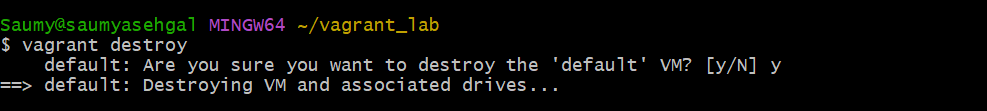 Saumy@saumyasehgal MINGW64 ~/vagrant_lab
$ vagrant destroy
    default: Are you sure you want to destroy the 'default' VM? [y/N] y
==> default: Destroying VM and associated drives...